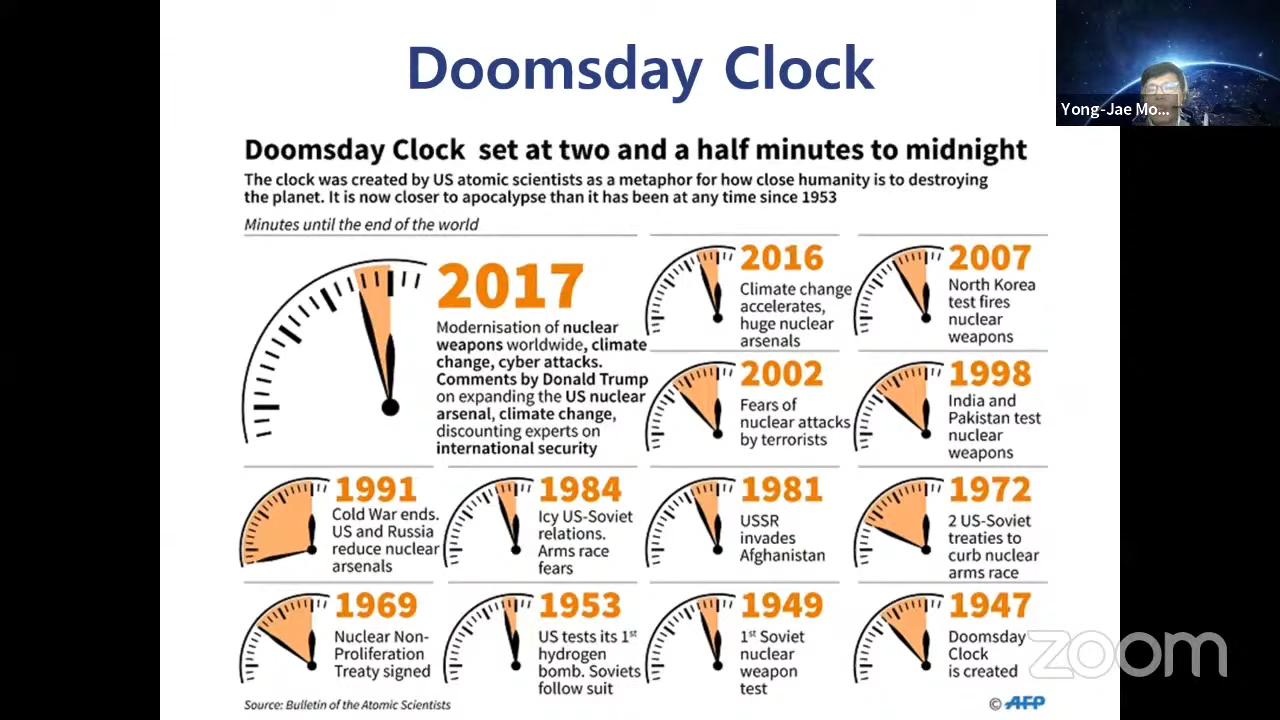 Doomsday Clock
Yong-Jae Mo...
Doomsday Clock set at two and a half minutes to midnight
The clock was created by US atomic scientists as a metaphor for how close humanity is to destroying
the planet. It is now closer to apocalypse than it has been at any time since 1953
Minutes until the end of the world
2017
Modernisation of nuclear
weapons worldwide, climate
change, cyber attacks.
Comments by Donald Trump
on expanding the US nuclear
arsenal, climate change,
discounting experts on
international security
2016
Climate change
accelerates,
huge nuclear
arsenals
2007
North Korea
test fires
nuclear
weapons
2002
Fears of
nuclear attacks
by terrorists
1998
India and
Pakistan test
nuclear
weapons
1991
Cold War ends.
US and Russia
reduce nuclear
arsenals
1984
Icy US-Soviet
relations.
Arms race
fears
1981
USSR
invades
Afghanistan
1972
2 US-Soviet
treaties to
curb nuclear
arms race
1969
Nuclear Non-
Proliferation
Treaty signed
1953
US tests its 1st
hydrogen
bomb. Soviets
follow suit
1949
1st Soviet
nuclear
weapon
test
1947
Doomsday
Clock
is created
zoom
Source: Bulletin of the Atomic Scientists
© AFP